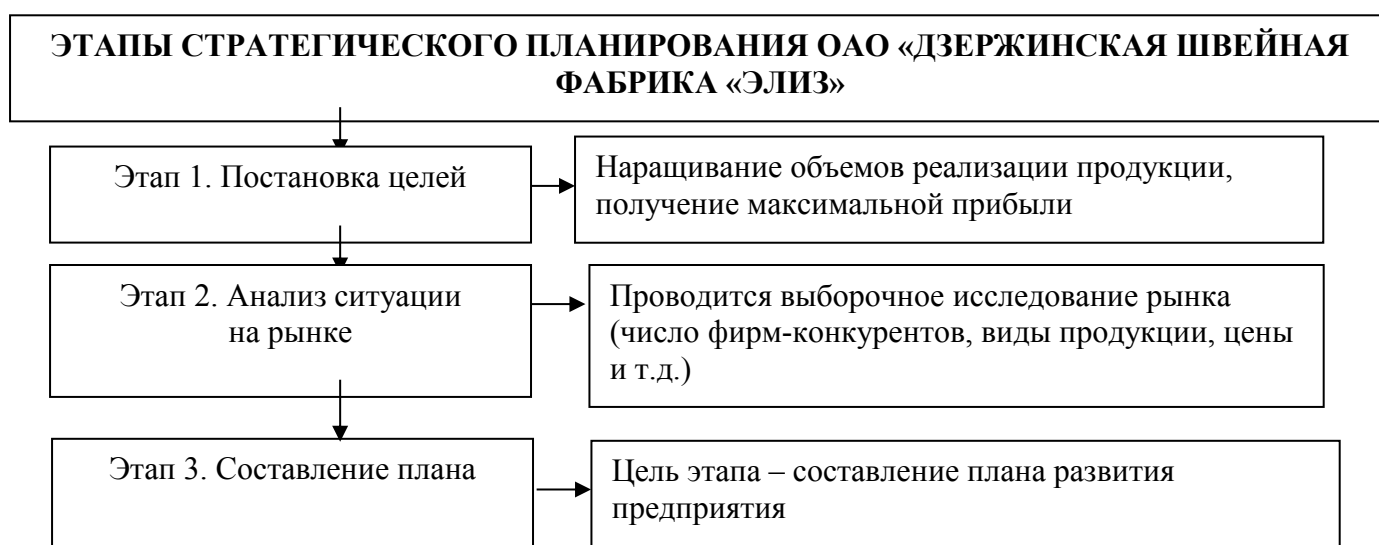 ЭТАПЫ СТРАТЕГИЧЕСКОГО ПЛАНИРОВАНИЯ ОАО «ДЗЕРЖИНСКАЯ ШВЕЙНАЯ
ФАБРИКА «ЭЛИЗ»
Этап 1. Постановка целей
Наращивание объемов реализации продукции,
получение максимальной прибыли
Этап 2. Анализ ситуации
на рынке
Проводится выборочное исследование рынка
(число фирм-конкурентов, виды продукции, цены
и т.д.)
Этап 3. Составление плана
Цель этапа – составление плана развития
предприятия